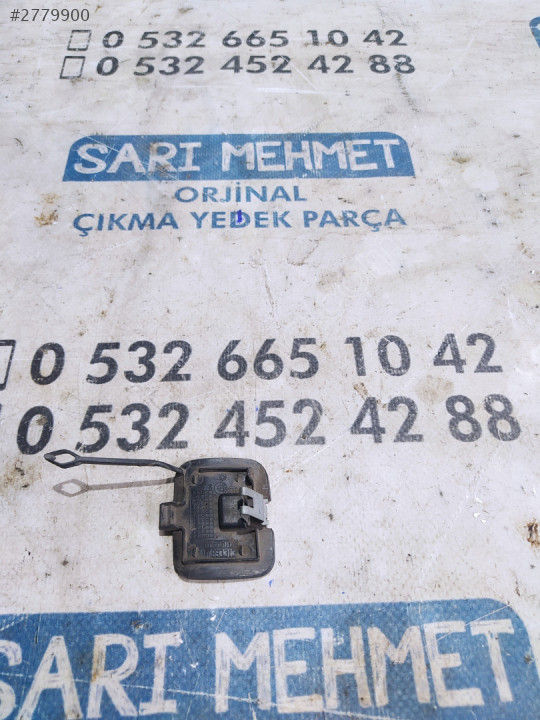 #2779900
0 532 665 10 42
0 532 452 42 88
SARI MEHMET
ORJİNAL
ÇIKMA YEDEK PARÇA
0 532 665 10 42
0 532 452 42 88
SARI MEHMET